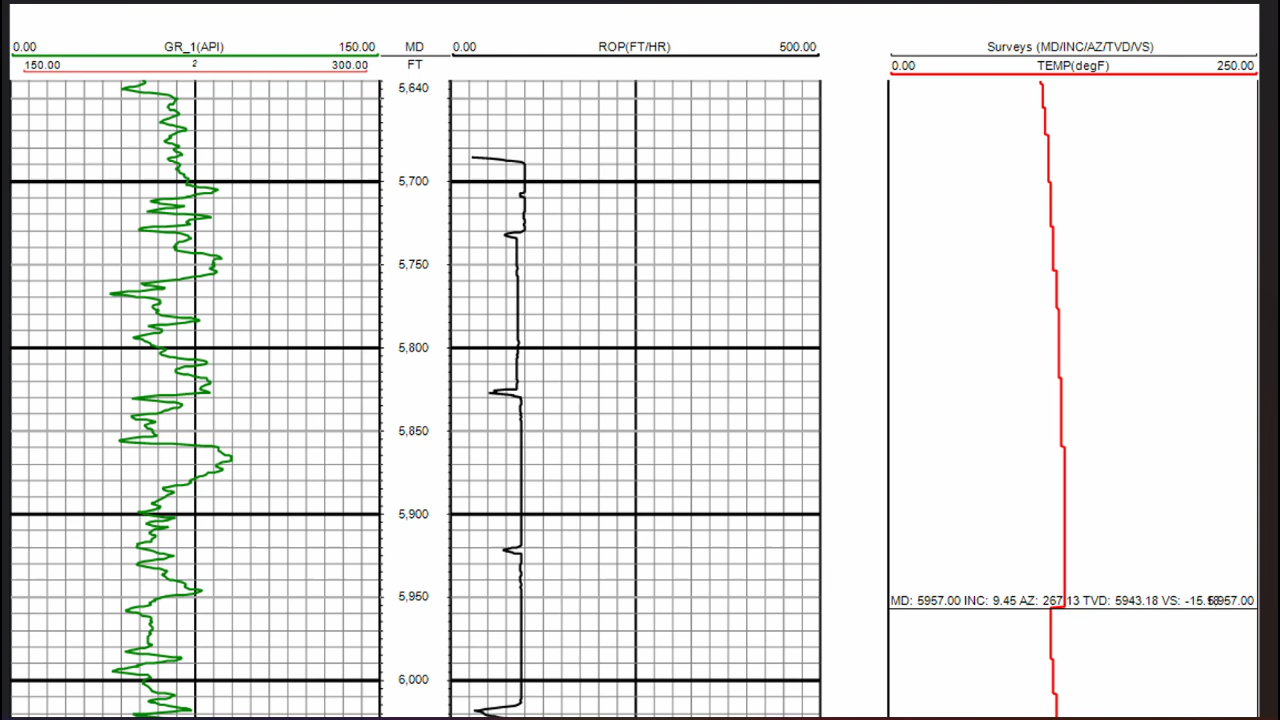 0.00 GR_1(API) 150.00 MD 0.00 ROP(FT/HR) 500.00 Surveys (MD/INC/AZ/TVD/VS)
150.00 2 300.00 FT 0.00 TEMP(degF) 250.00
5,640
5,700
5,750
5,800
5,850
5,900
5,950
MD: 5957.00 INC: 9.45 AZ: 267.13 TVD: 5943.18 VS: 5957.00
6,000